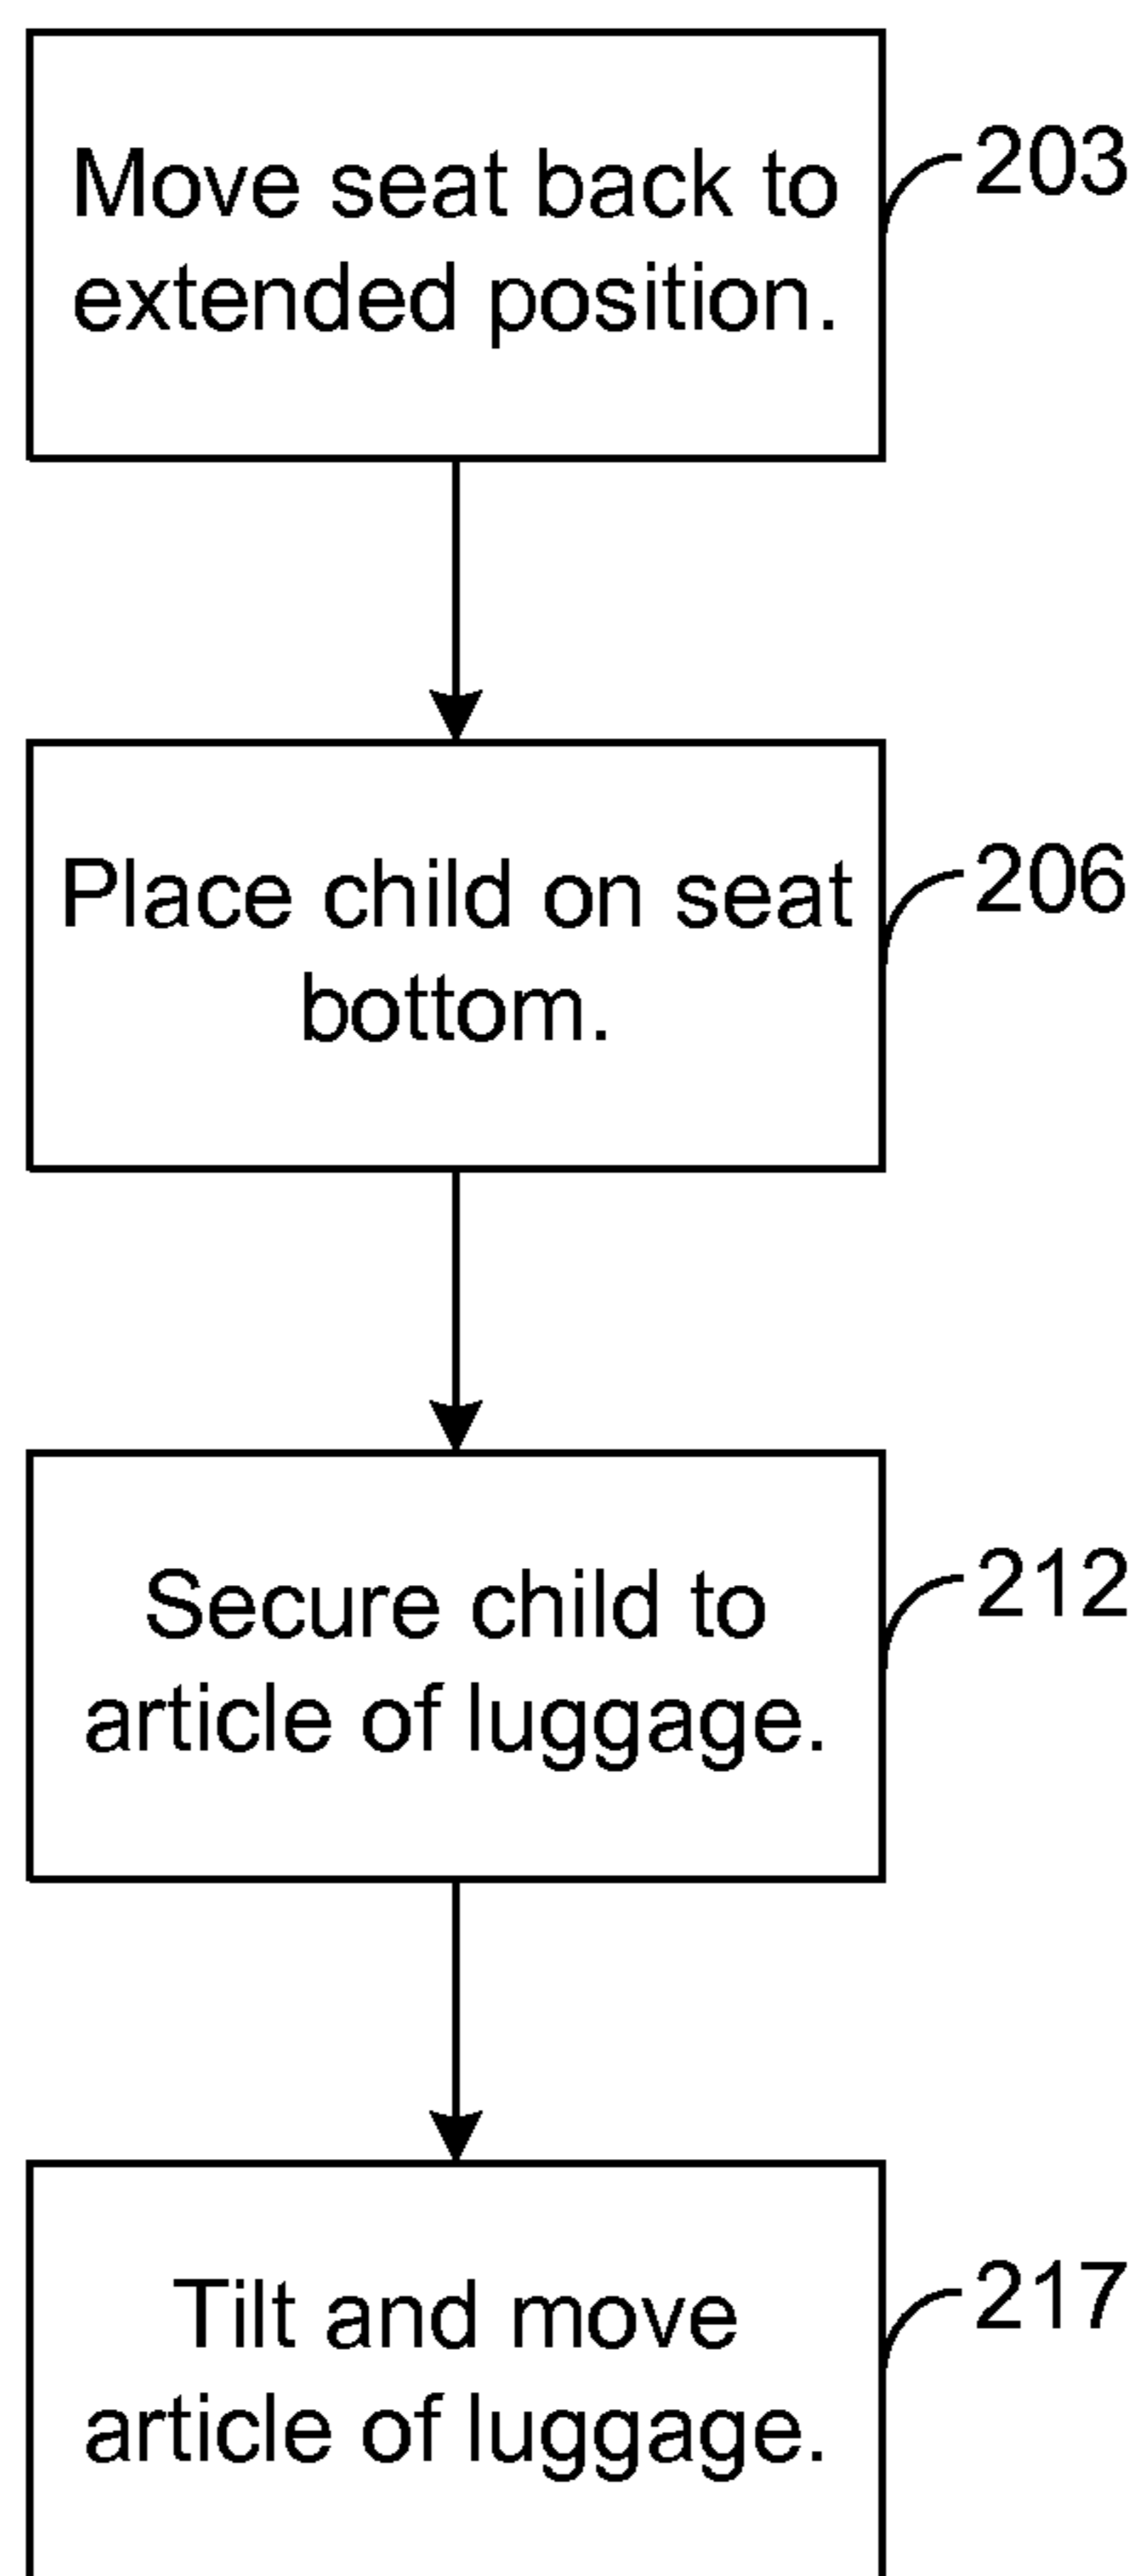 Move seat back to
extended position.
203
Place child on seat
bottom.
206
Secure child to
article of luggage.
212
Tilt and move
article of luggage.
217